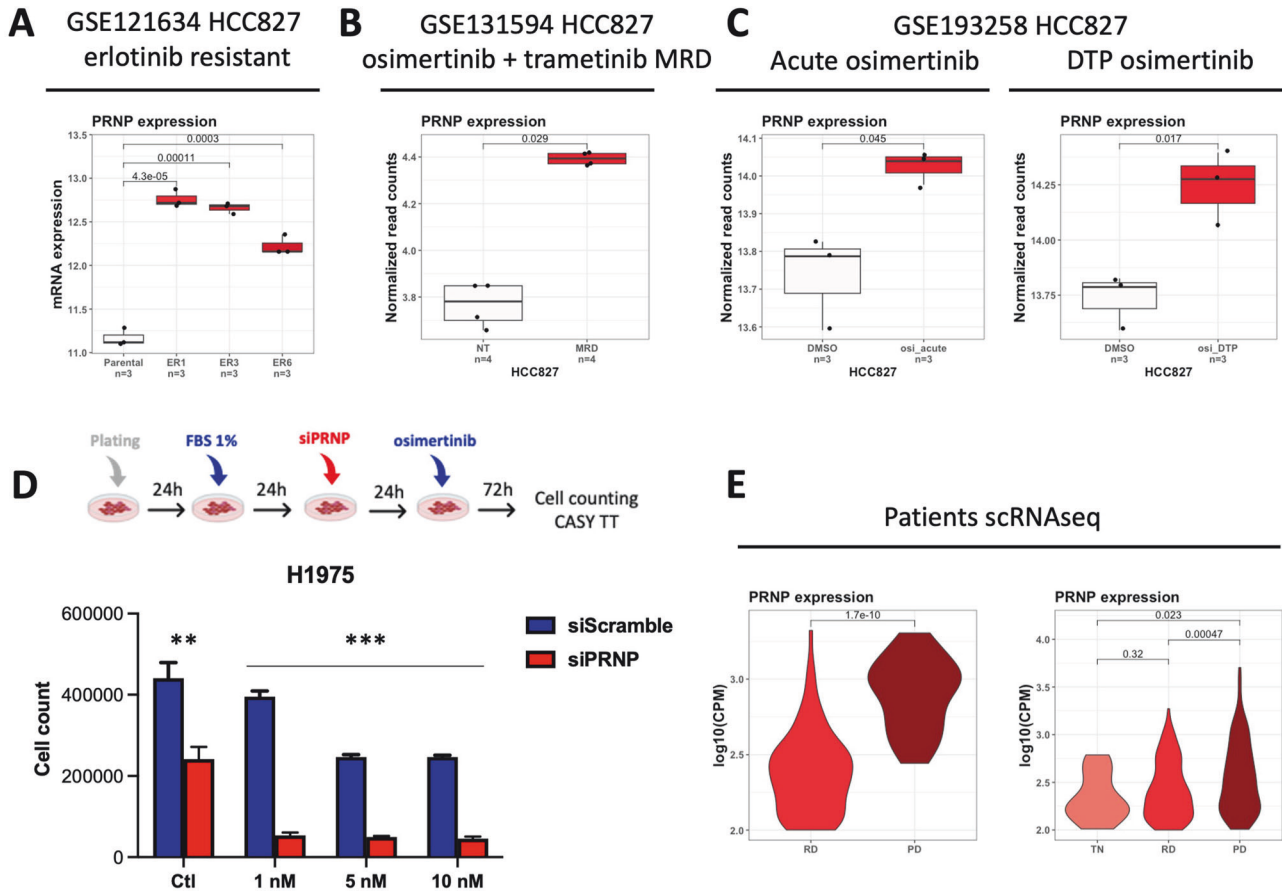 A
GSE121634 HCC827
erlotinib resistant
PRNP expression
mRNA expression
13.5
13.0
12.5
12.0
11.5
11.0
0.0003
0.00011
4.3e-05
Parental
n=3
ER1
n=3
ER3
n=3
ER6
n=3
B
GSE131594 HCC827
osimertinib + trametinib MRD
PRNP expression
Normalized read counts
4.4
4.2
4.0
3.8
0.029
NT
n=4
MRD
n=4
HCC827
C
GSE193258 HCC827
Acute osimertinib
PRNP expression
Normalized read counts
14.1
14.0
13.9
13.8
13.7
13.6
0.045
DMSO
n=3
osi_acute
n=3
HCC827
DTP osimertinib
PRNP expression
Normalized read counts
14.25
14.00
13.75
0.017
DMSO
n=3
osi_DTP
n=3
HCC827
D
Plating
FBS 1%
siPRNP
osimertinib
24h
24h
24h
72h
Cell counting
CASY TT
H1975
Cell count
600000
400000
200000
0
**
***
siScramble
siPRNP
Ctl
1 nM
5 nM
10 nM
E
Patients scRNAseq
PRNP expression
log10(CPM)
3.0
2.5
2.0
1.7e-10
RD
PD
PRNP expression
log10(CPM)
4.0
3.5
3.0
2.5
2.0
0.023
0.00047
0.32
TN
RD
PD